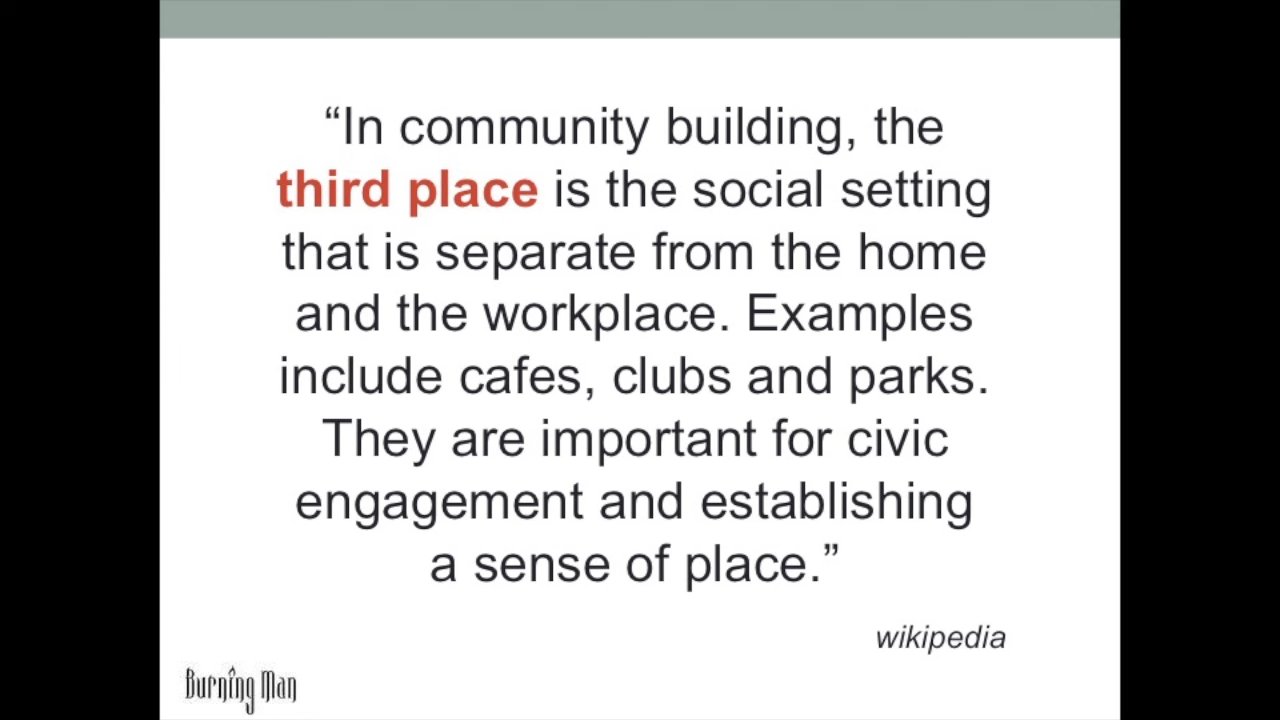 “In community building, the
third place is the social setting
that is separate from the home
and the workplace. Examples
include cafes, clubs and parks.
They are important for civic
engagement and establishing
a sense of place.”
wikipedia
Burning Man